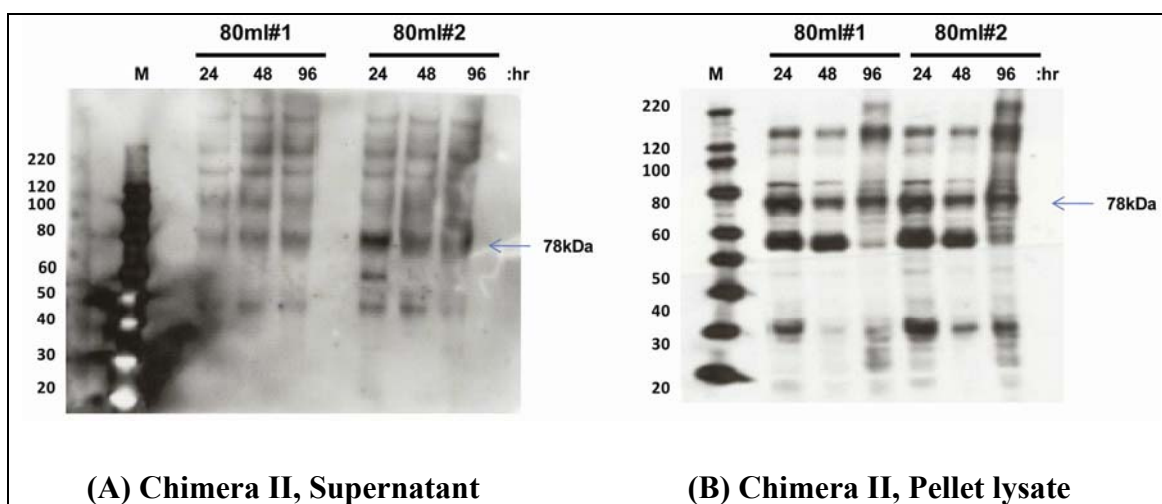 80ml#1 80ml#2
M 24 48 96 24 48 96 :hr
220
120
100
80
60
50
40
30
20
78kDa
(A) Chimera II, Supernatant
80ml#1 80ml#2
M 24 48 96 24 48 96 :hr
220
120
100
80
60
50
40
30
20
78kDa
(B) Chimera II, Pellet lysate